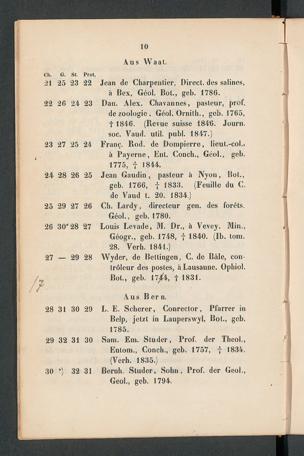 10
Aus Waat.
Ch. G. St. Prot.
21 25 23 22 Jean de Charpentier, Direct. des salines,
à Bex, Géol. Bot., geb. 1786.
22 26 24 23 Dan. Alex. Chavannes, pasteur, prof.
de zoologie. Géol. Ornith., geb. 1765,
† 1846. (Revue suisse 1846. Journ.
soc. Vaud. util. publ. 1847.)
23 27 25 24 Franç. Rod. de Dompierre, lieut.-col.
à Payerne, Ent. Conch., Géol., geb.
1775, † 1844.
24 28 26 25 Jean Gaudin, pasteur à Nyon, Bot.,
geb. 1766, † 1833. (Feuille du C.
de Vaud t. 20. 1834.)
25 29 27 26 Ch. Lardy, directeur gen. des forêts.
Géol., geb. 1780.
26 30* 28 27 Louis Levade, M. Dr., à Vevey. Min.,
Géogr., geb. 1748, † 1840. (Ib. tom.
28. Verh. 1841.)
27 — 29 28 Wyder, de Bettingen, C. de Bâle, con-
trôleur des postes, à Lausanne. Ophiol.
Bot., geb. 1744, † 1831.
Aus Bern.
28 31 30 29 L. E. Scherer, Conrector, Pfarrer in
Belp, jetzt in Lauperswyl, Bot., geb.
1785.
29 32 31 30 Sam. Em. Studer, Prof. der Theol.,
Entom., Conch., geb. 1757, † 1834.
(Verh. 1835.)
30 *) 32 31 Bernh. Studer, Sohn, Prof. der Geol.,
Geol., geb. 1794.